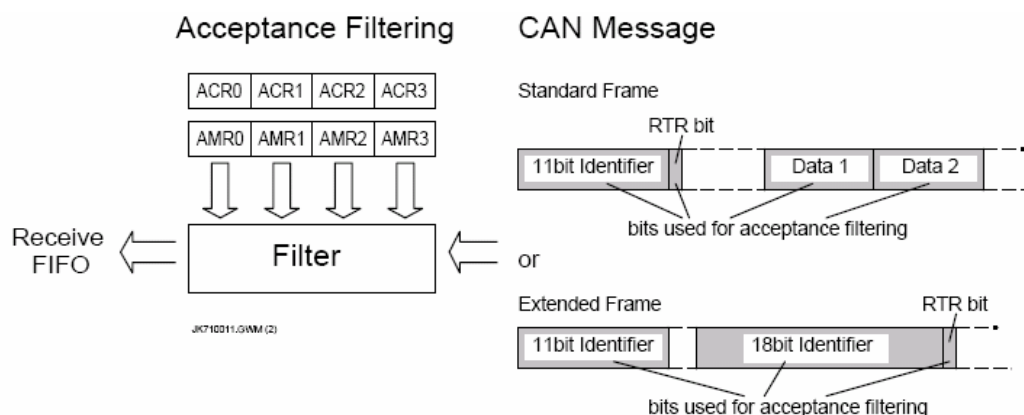 Acceptance Filtering
ACR0 ACR1 ACR2 ACR3
AMR0 AMR1 AMR2 AMR3
Receive
FIFO
Filter
JK710011.GWM (2)
CAN Message
Standard Frame
RTR bit
11bit Identifier
Data 1
Data 2
bits used for acceptance filtering
or
Extended Frame
RTR bit
11bit Identifier
18bit Identifier
bits used for acceptance filtering